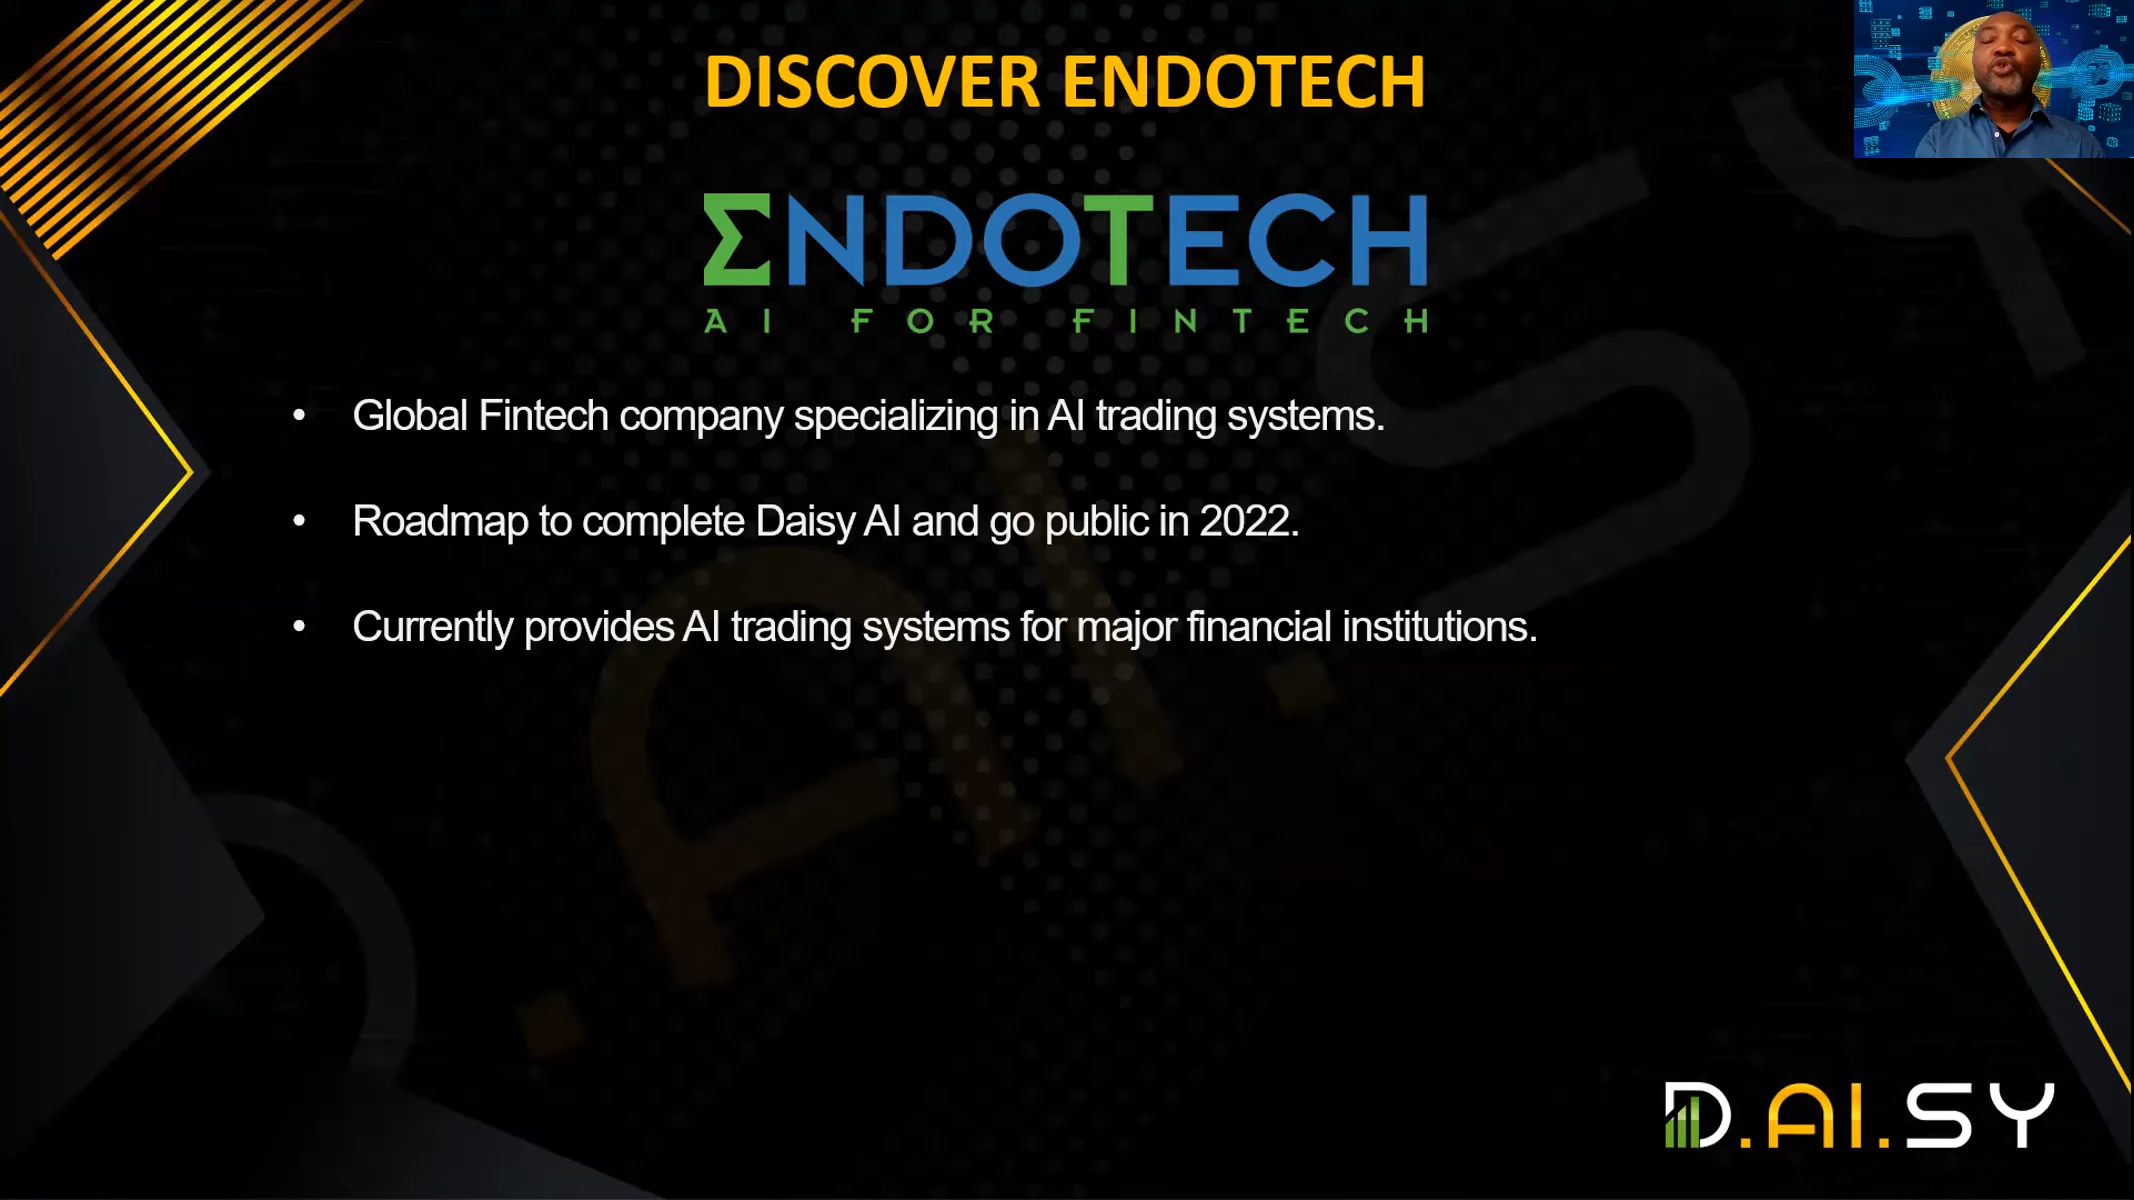 DISCOVER ENDOTECH
ΣNDOTECH
AI FOR FINTECH
• Global Fintech company specializing in AI trading systems.
• Roadmap to complete Daisy AI and go public in 2022.
• Currently provides AI trading systems for major financial institutions.
D.AI.SY